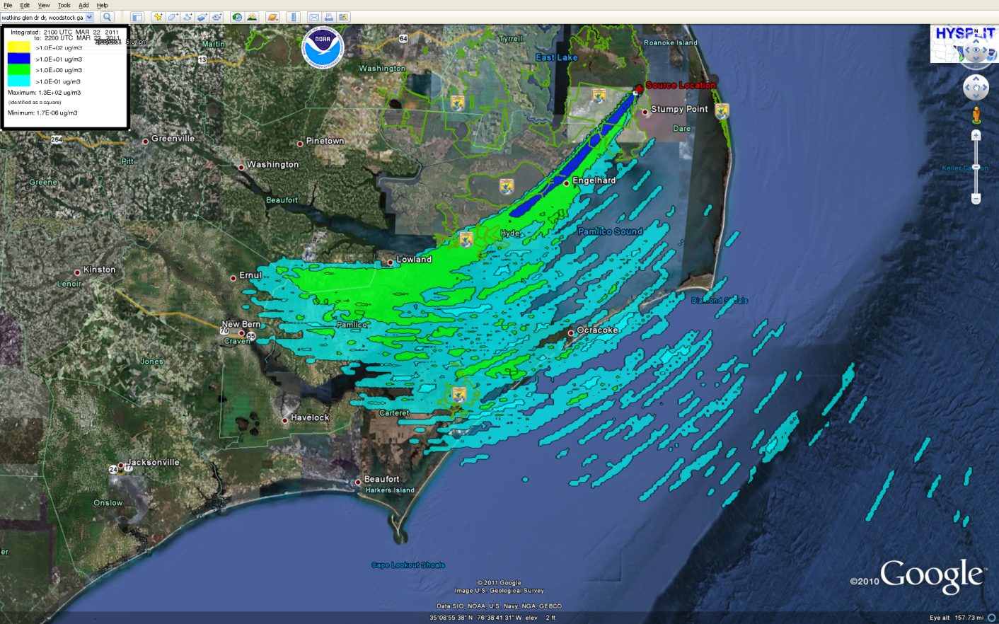 File Edit View Tools Add Help
watkins glen dr dr, woodstock ga
Integrated: 2100 UTC MAR 22 2011
to: 2200 UTC MAR 22 2011
>1.0E+02 ug/m3
>1.0E+01 ug/m3
>1.0E+00 ug/m3
>1.0E-01 ug/m3
Maximum: 1.3E+02 ug/m3
(identified as a square)
Minimum: 1.7E-06 ug/m3
NOAA
HYSPLIT
N
64
Tyrrell
Roanoke Island
Martin
13
East Lake
Washington
Source Location
Stumpy Point
Dare
264
Greenville
Pinetown
Pitt
Washington
Keller Canyon
Greene
Engelhard
Beaufort
Pamlico Sound
Hyde
Lowland
Kinston
Ernul
Lenoir
Diamond Shoals
New Bern
70
55
Pamlico
Ocracoke
Craven
Jones
Carteret
Havelock
Jacksonville
24
17
Beaufort
Harkers Island
Onslow
er
Cape Lookout Shoals
© 2011 Google
Image U.S. Geological Survey
©2010 Google
Data SIO, NOAA, U.S. Navy, NGA, GEBCO
35°08'55.38" N 76°38'41.31" W elev 2 ft
Eye alt 157.73 mi